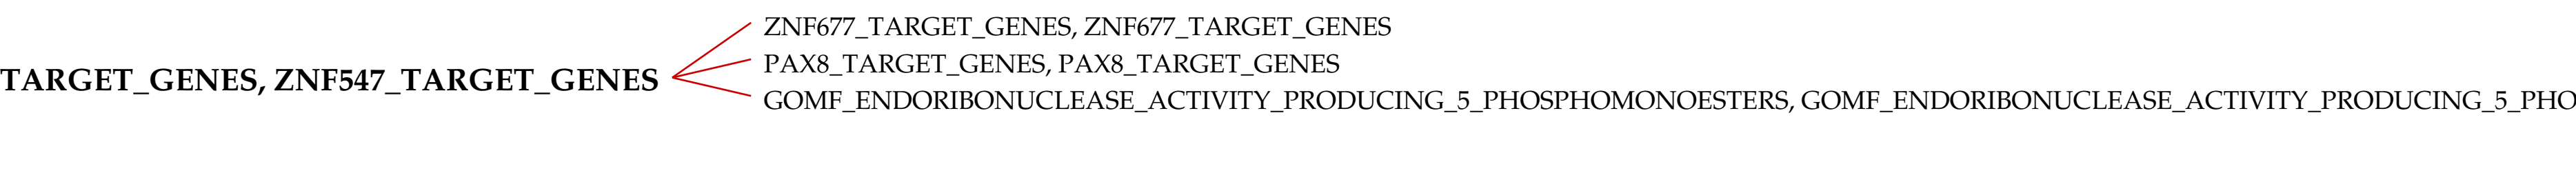 ZNF677_TARGET_GENES, ZNF677_TARGET_GENES
PAX8_TARGET_GENES, PAX8_TARGET_GENES
TARGET_GENES, ZNF547_TARGET_GENES
GOMF_ENDORIBONUCLEASE_ACTIVITY_PRODUCING_5_PHOSPHOMONOESTERS, GOMF_ENDORIBONUCLEASE_ACTIVITY_PRODUCING_5_PHO